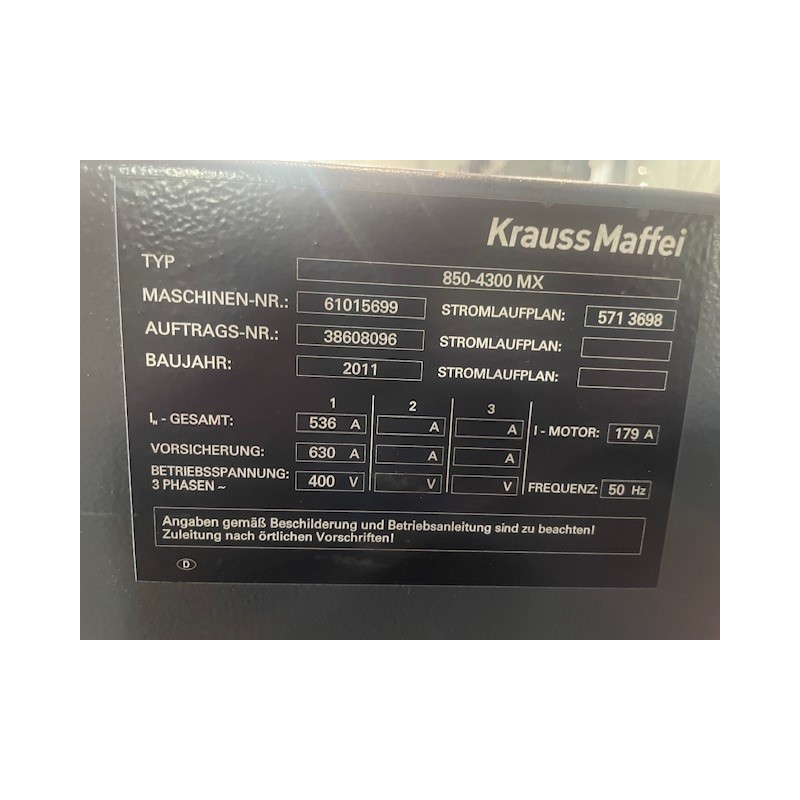 Krauss Maffei
TYP 850-4300 MX
MASCHINEN-NR.: 61015699 STROMLAUFPLAN: 571 3698
AUFTRAGS-NR.: 38608096 STROMLAUFPLAN:
BAUJAHR: 2011 STROMLAUFPLAN:
1 2 3
IN - GESAMT: 536 A A A I - MOTOR: 179 A
VORSICHERUNG: 630 A A A
BETRIEBSSPANNUNG:
3 PHASEN ~ 400 V V V FREQUENZ: 50 Hz
Angaben gemäß Beschilderung und Betriebsanleitung sind zu beachten!
Zuleitung nach örtlichen Vorschriften!
D